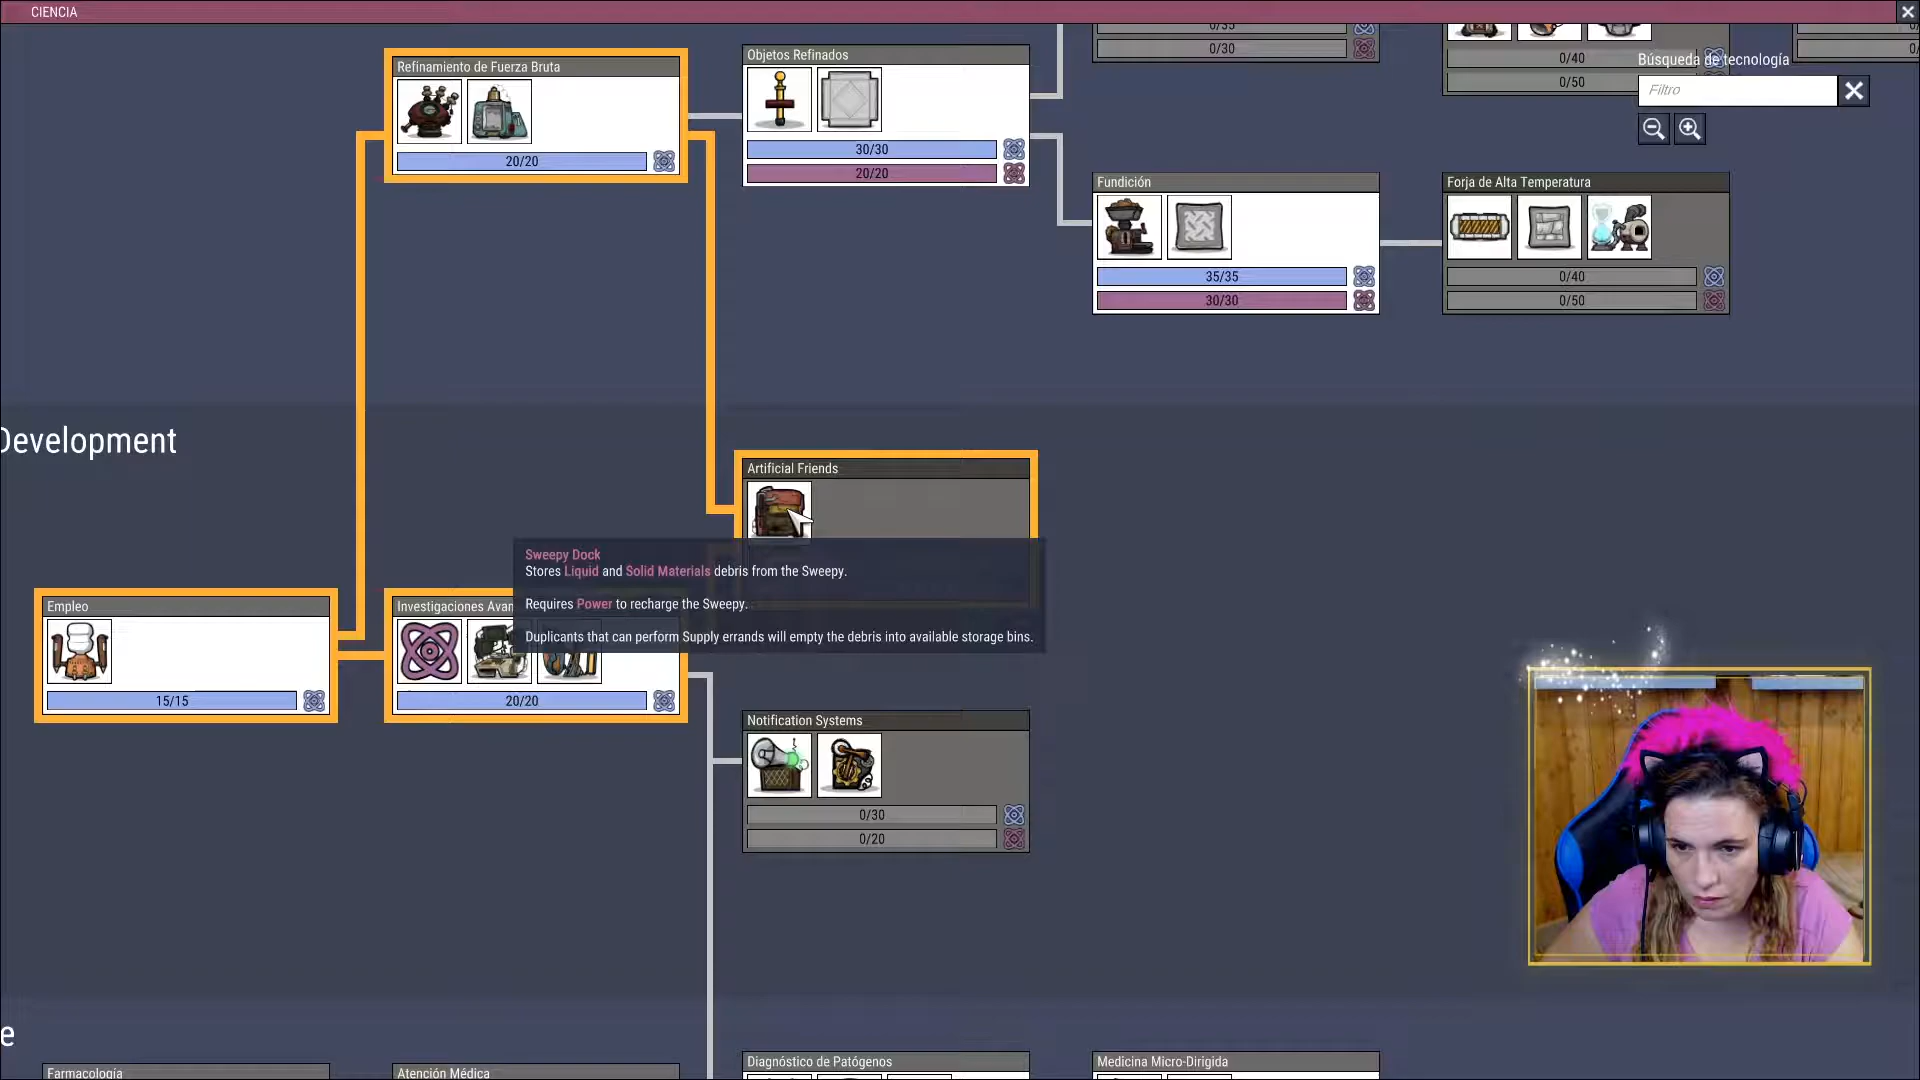 CIENCIA
0/35
0/30
0/40
0/50
Búsqueda de tecnología
Filtro
Refinamiento de Fuerza Bruta
20/20
Objetos Refinados
30/30
20/20
Fundición
35/35
30/30
Forja de Alta Temperatura
0/40
0/50
Development
Artificial Friends
Sweepy Dock
Stores Liquid and Solid Materials debris from the Sweepy.
Requires Power to recharge the Sweepy.
Duplicants that can perform Supply errands will empty the debris into available storage bins.
Empleo
15/15
Investigaciones Avan
20/20
Notification Systems
0/30
0/20
e
Farmacología
Atención Médica
Diagnóstico de Patógenos
Medicina Micro-Dirigida